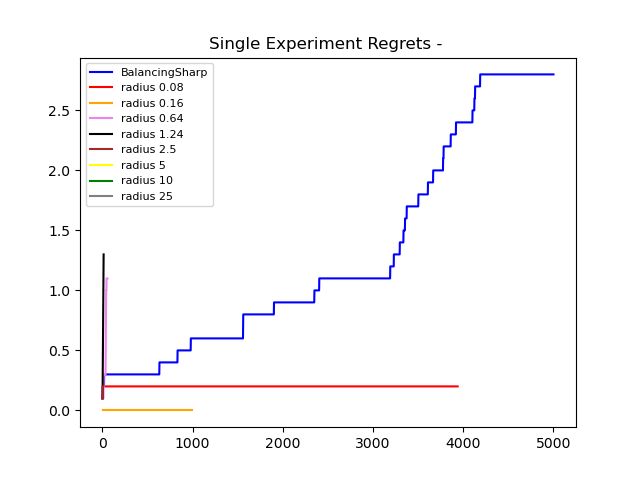 Single Experiment Regrets -
BalancingSharp
radius 0.08
radius 0.16
radius 0.64
radius 1.24
radius 2.5
radius 5
radius 10
radius 25
2.5
2.0
1.5
1.0
0.5
0.0
0 1000 2000 3000 4000 5000